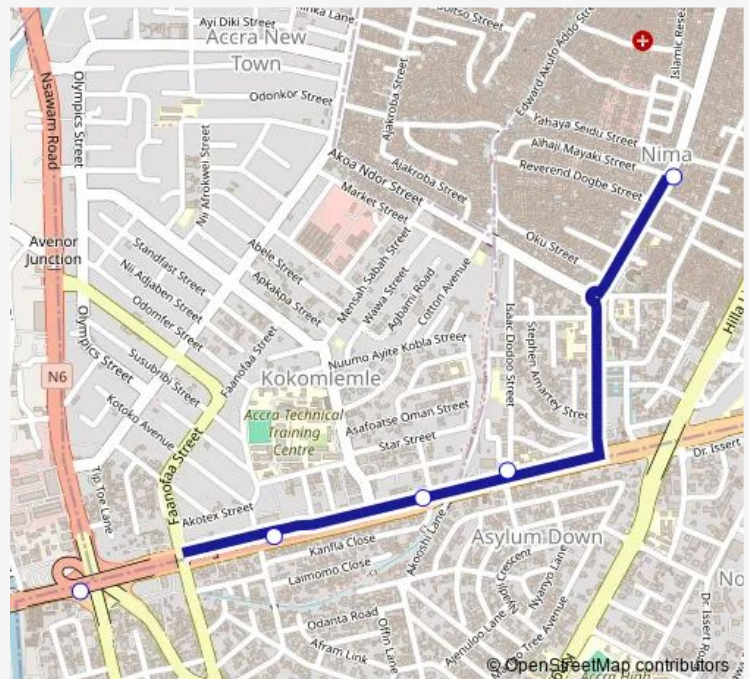 Ayi Diki Street
Accra New
Town
Odonkor Street
Nsawam Road
Olympics Street
Nii Afrokwei Street
Ajakroba Street
Edward Akufo Addo
Islamic
Yahaya Seidu Street
Alhaji Mayaki Street
Nima
Reverend Dogbe Street
Akoa Ndor Street
Ajakroba Street
Market Street
Oku Street
Avenor
Junction
Standfast Street
Nii Adjaben Street
Odomfer Street
Abele Street
Apkakpa Street
Mensah Sabah Street
Wawa Street
Agbami Road
Cotton Avenue
Olympics Street
Susubribi Street
Faanofaa Street
Nuumo Ayite Kobla Street
Isaac Dodoo Street
Stephen Amartey Street
N6
Kotoko Avenue
Kokomlemle
Accra Technical
Training
Centre
Asafoatse Oman Street
Star Street
Dr. Issert
Trip Toe Lane
Faanofaa Street
Akotex Street
Kanfla Close
Laimomo Close
Akooshi Lane
Asylum Down
Crescent
Nyanyo Lane
Odanta Road
Afram Link
Offin Lane
Ajenuloo Lane
Tree Avenue
Dr. Issert
© OpenStreetMap contributors
Accra High